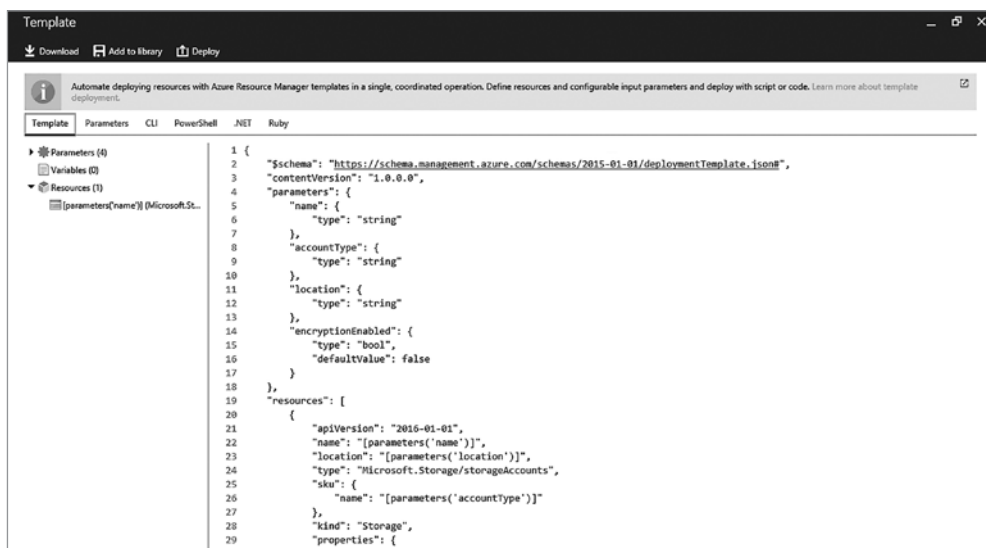 Template
Download Add to library Deploy
Automate deploying resources with Azure Resource Manager templates in a single, coordinated operation. Define resources and configurable input parameters and deploy with script or code. Learn more about template
deployment.
Template Parameters CLI PowerShell .NET Ruby
Parameters (4)
Variables (0)
Resources (1)
[parameters('name')] (Microsoft.St...
1 {
2 "$schema": "https://schema.management.azure.com/schemas/2015-01-01/deploymentTemplate.json#",
3 "contentVersion": "1.0.0.0",
4 "parameters": {
5 "name": {
6 "type": "string"
7 },
8 "accountType": {
9 "type": "string"
10 },
11 "location": {
12 "type": "string"
13 },
14 "encryptionEnabled": {
15 "type": "bool",
16 "defaultValue": false
17 }
18 },
19 "resources": [
20 {
21 "apiVersion": "2016-01-01",
22 "name": "[parameters('name')]",
23 "location": "[parameters('location')]",
24 "type": "Microsoft.Storage/storageAccounts",
25 "sku": {
26 "name": "[parameters('accountType')]"
27 },
28 "kind": "Storage",
29 "properties": {